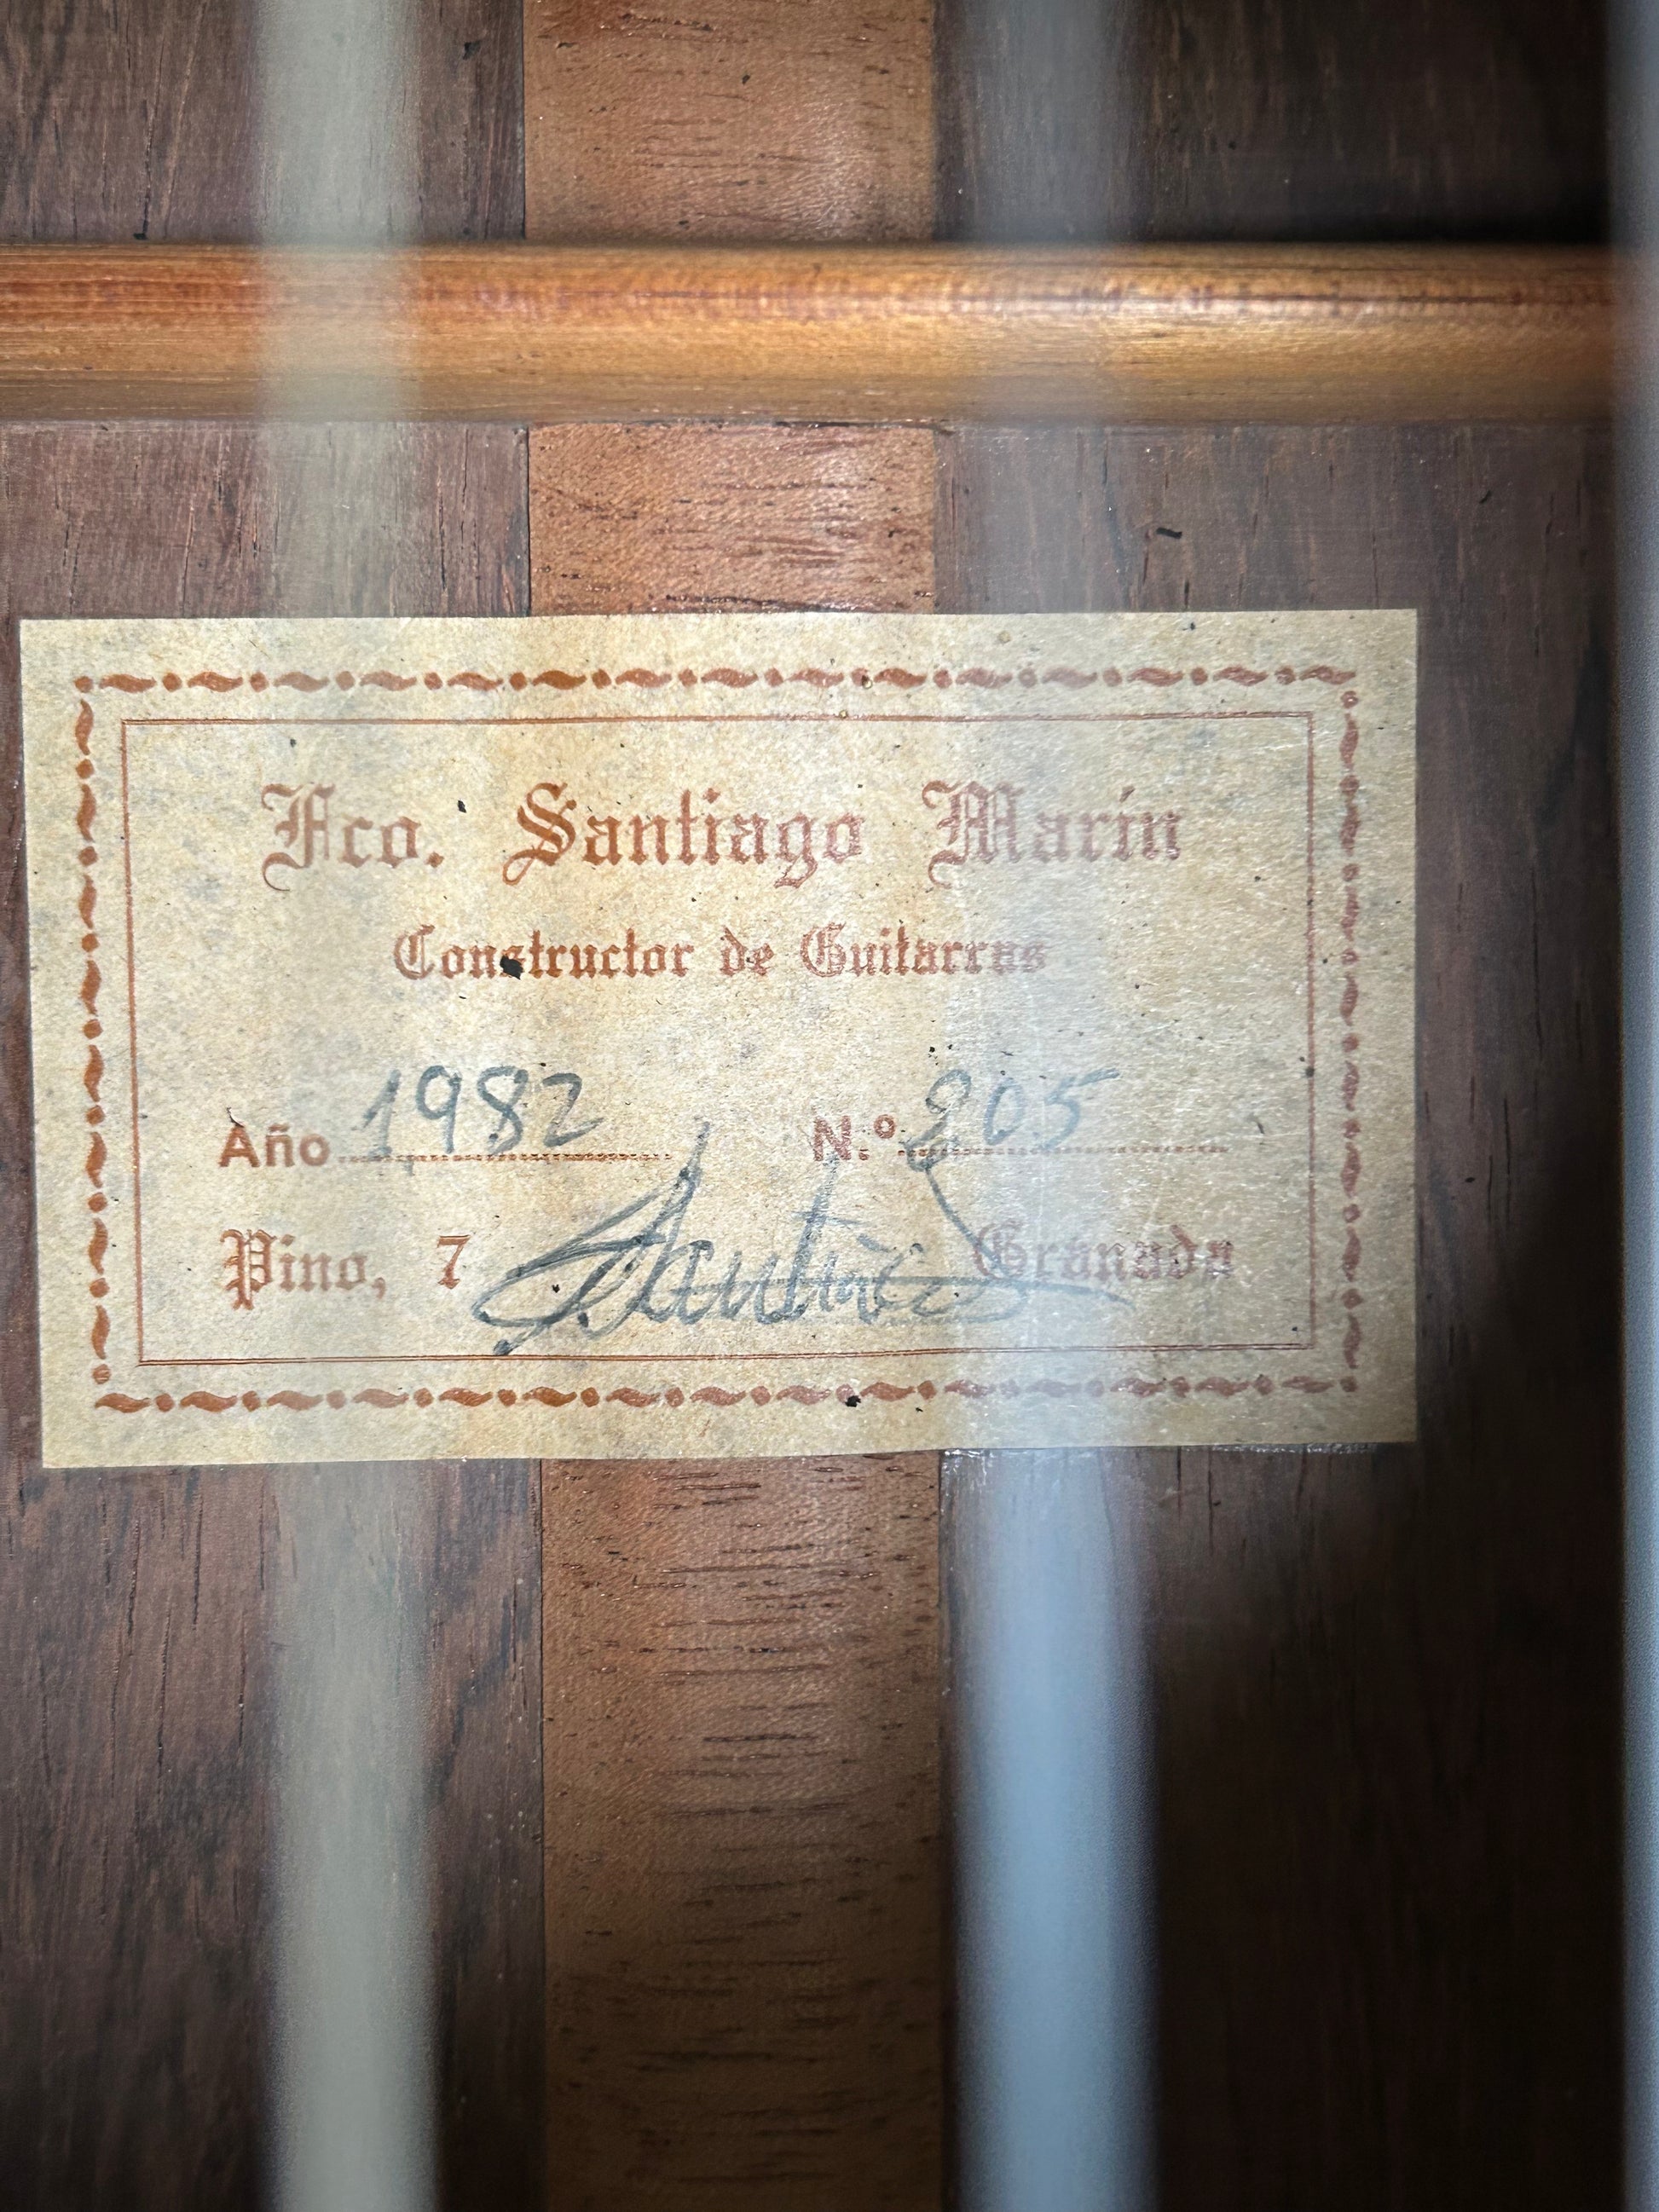 Fco. Santiago Marín
Constructor de Guitarras
Año 1982 N.º 205
Pino, 7 Granada